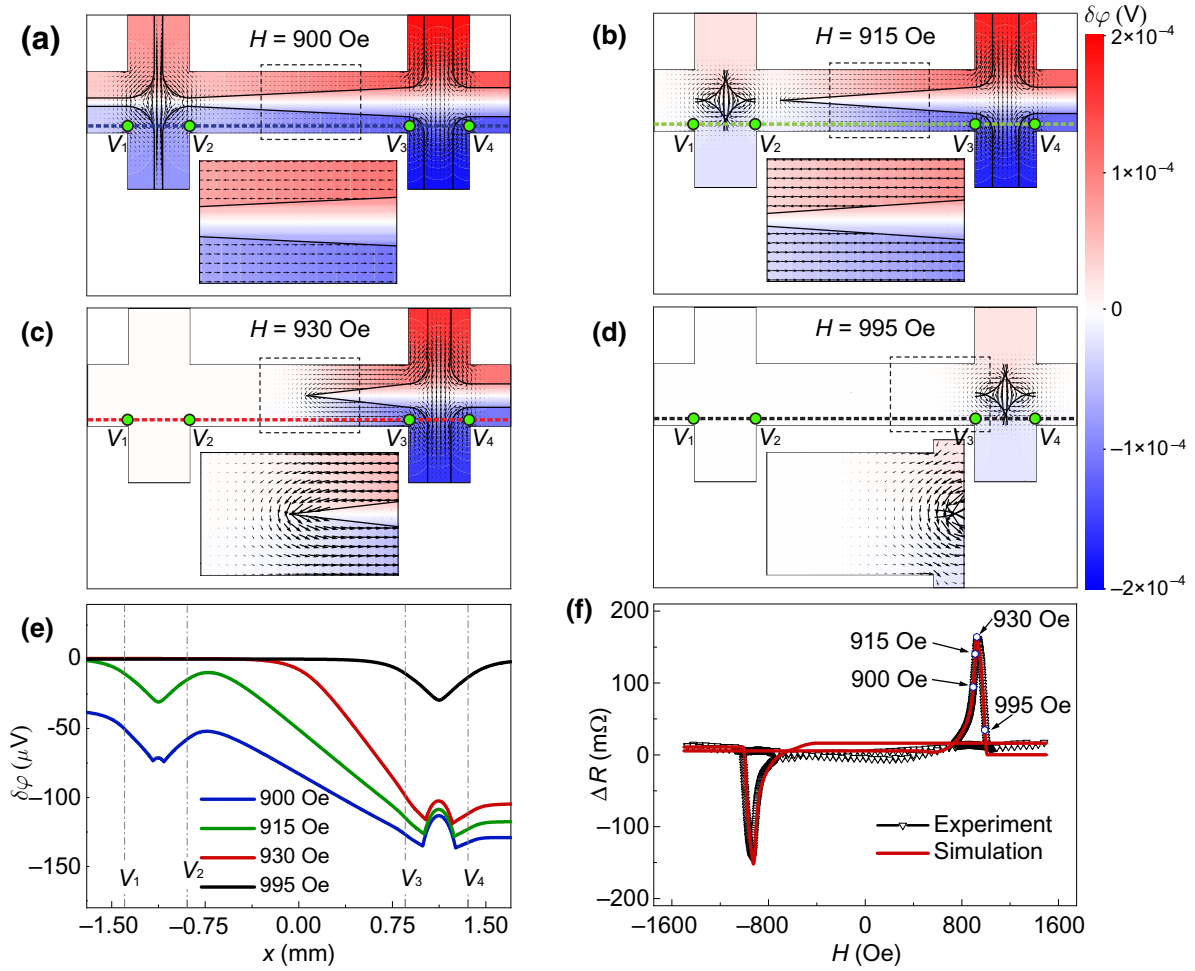 (a)
H = 900 Oe
V1
V2
V3
V4
(b)
H = 915 Oe
V1
V2
V3
V4
δφ (V)
2×10⁻⁴
1×10⁻⁴
0
−1×10⁻⁴
−2×10⁻⁴
(c)
H = 930 Oe
V1
V2
V3
V4
(d)
H = 995 Oe
V1
V2
V3
V4
(e)
0
−50
−100
−150
δφ (μV)
900 Oe
915 Oe
930 Oe
995 Oe
V1
V2
V3
V4
−1.50
−0.75
0.00
0.75
1.50
x (mm)
(f)
200
100
0
−100
−200
ΔR (mΩ)
930 Oe
915 Oe
900 Oe
995 Oe
Experiment
Simulation
−1600
−800
0
800
1600
H (Oe)